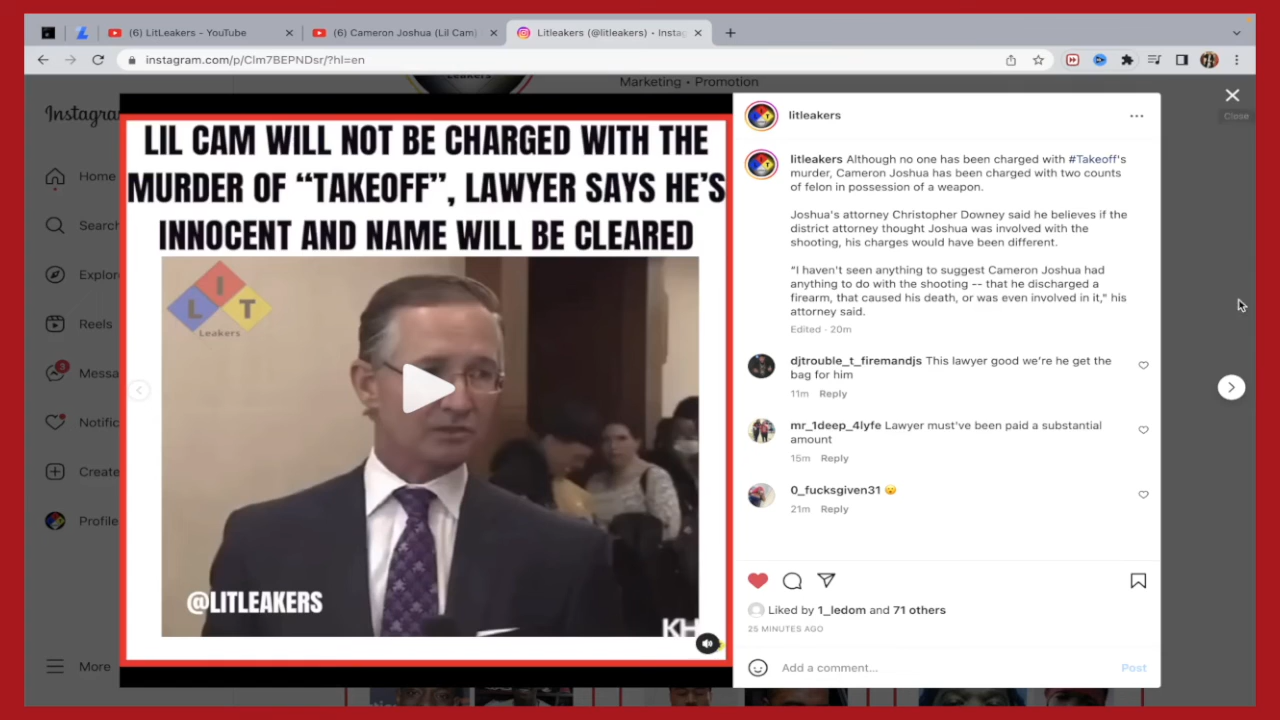 (6) LitLeakers - YouTube
(6) Cameron Joshua (Lil Cam)
Litleakers (@litleakers) • Instag
instagram.com/p/Clm7BEPNDsr/?hl=en
Leakers
Marketing • Promotion
Instagra
Close
Home
Search
Explor
Reels
3
Messa
Notific
Create
Profile
More
LIL CAM WILL NOT BE CHARGED WITH THE
MURDER OF “TAKEOFF”, LAWYER SAYS HE’S
INNOCENT AND NAME WILL BE CLEARED
L I T
Leakers
@LITLEAKERS
KH
litleakers
litleakers Although no one has been charged with #Takeoff's
murder, Cameron Joshua has been charged with two counts
of felon in possession of a weapon.
Joshua's attorney Christopher Downey said he believes if the
district attorney thought Joshua was involved with the
shooting, his charges would have been different.
“I haven't seen anything to suggest Cameron Joshua had
anything to do with the shooting -- that he discharged a
firearm, that caused his death, or was even involved in it,” his
attorney said.
Edited · 20m
djtrouble_t_firemandjs This lawyer good we’re he get the
bag for him
11m Reply
mr_1deep_4lyfe Lawyer must’ve been paid a substantial
amount
15m Reply
0_fucksgiven31 😮
21m Reply
Liked by 1_ledom and 71 others
25 MINUTES AGO
Add a comment...
Post